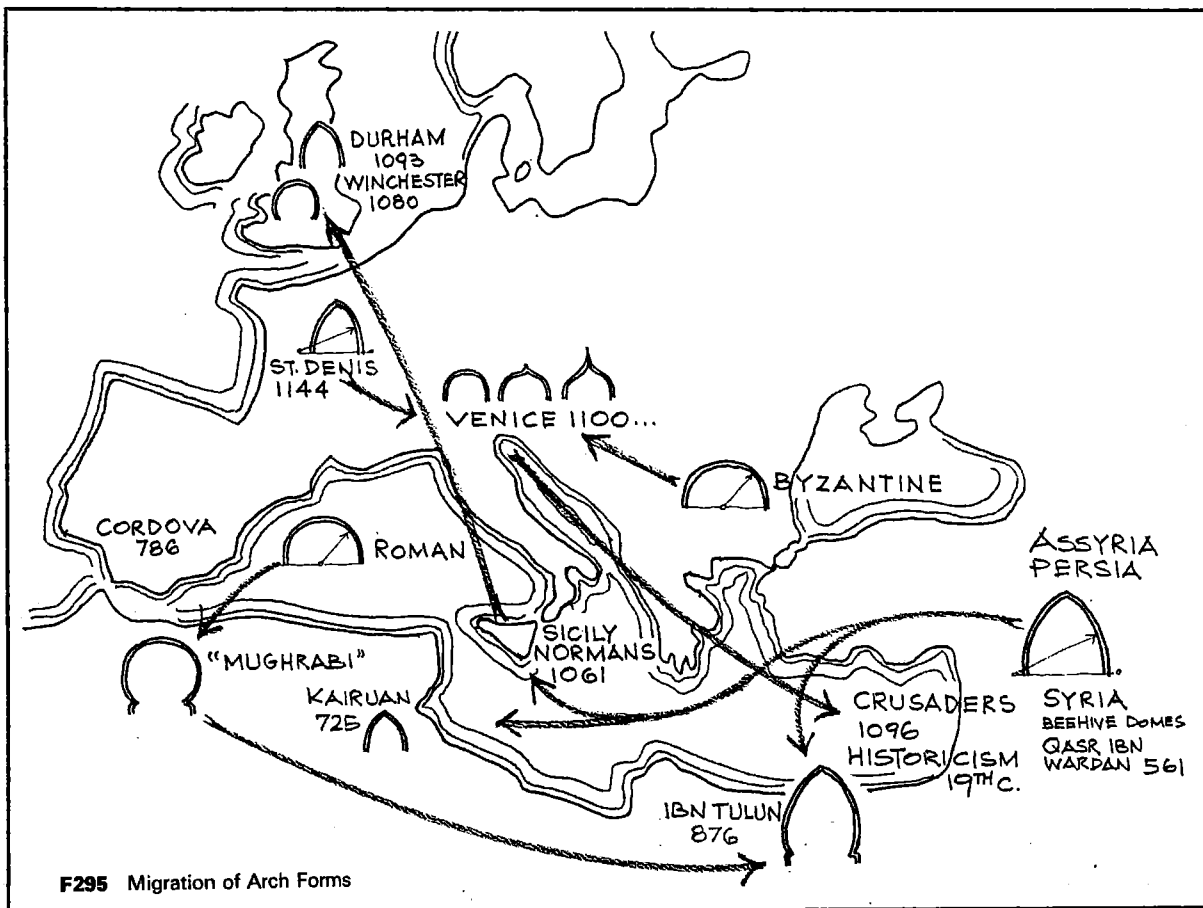 DURHAM
1093
WINCHESTER
1080
ST. DENIS
1144
VENICE 1100...
BYZANTINE
CORDOVA
786
ROMAN
ASSYRIA
PERSIA
"MUGHRABI"
SICILY
NORMANS
1061
KAIRUAN
725
CRUSADERS
1096
HISTORICISM
19TH C.
SYRIA
BEEHIVE DOMES
QASR IBN
WARDAN 561
IBN TULUN
876
F295 Migration of Arch Forms